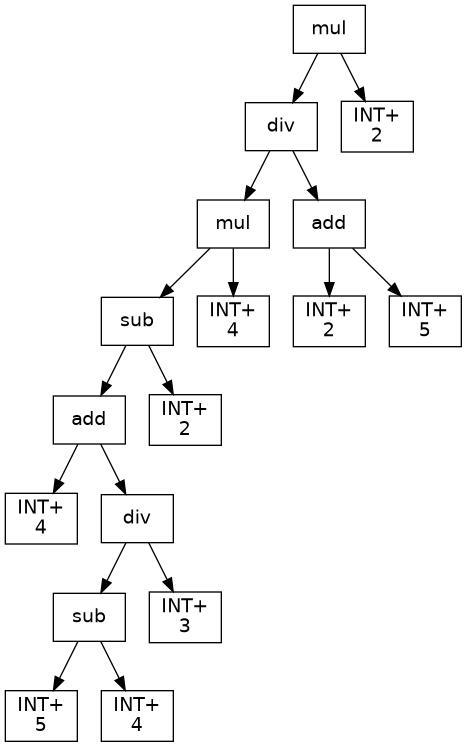 mul
div
INT+
2
mul
add
sub
INT+
4
INT+
2
INT+
5
add
INT+
2
INT+
4
div
sub
INT+
3
INT+
5
INT+
4